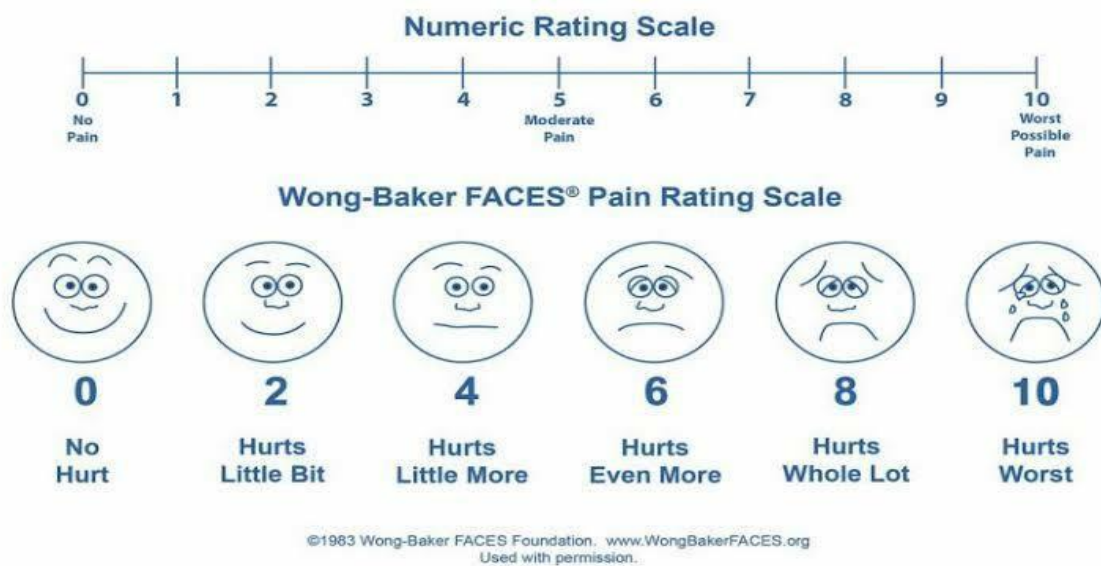 Numeric Rating Scale
0 1 2 3 4 5 6 7 8 9 10
No Moderate Worst
Pain Pain Possible
Pain
Wong-Baker FACES® Pain Rating Scale
0 2 4 6 8 10
No Hurts Hurts Hurts Hurts Hurts
Hurt Little Bit Little More Even More Whole Lot Worst
©1983 Wong-Baker FACES Foundation. www.WongBakerFACES.org
Used with permission.